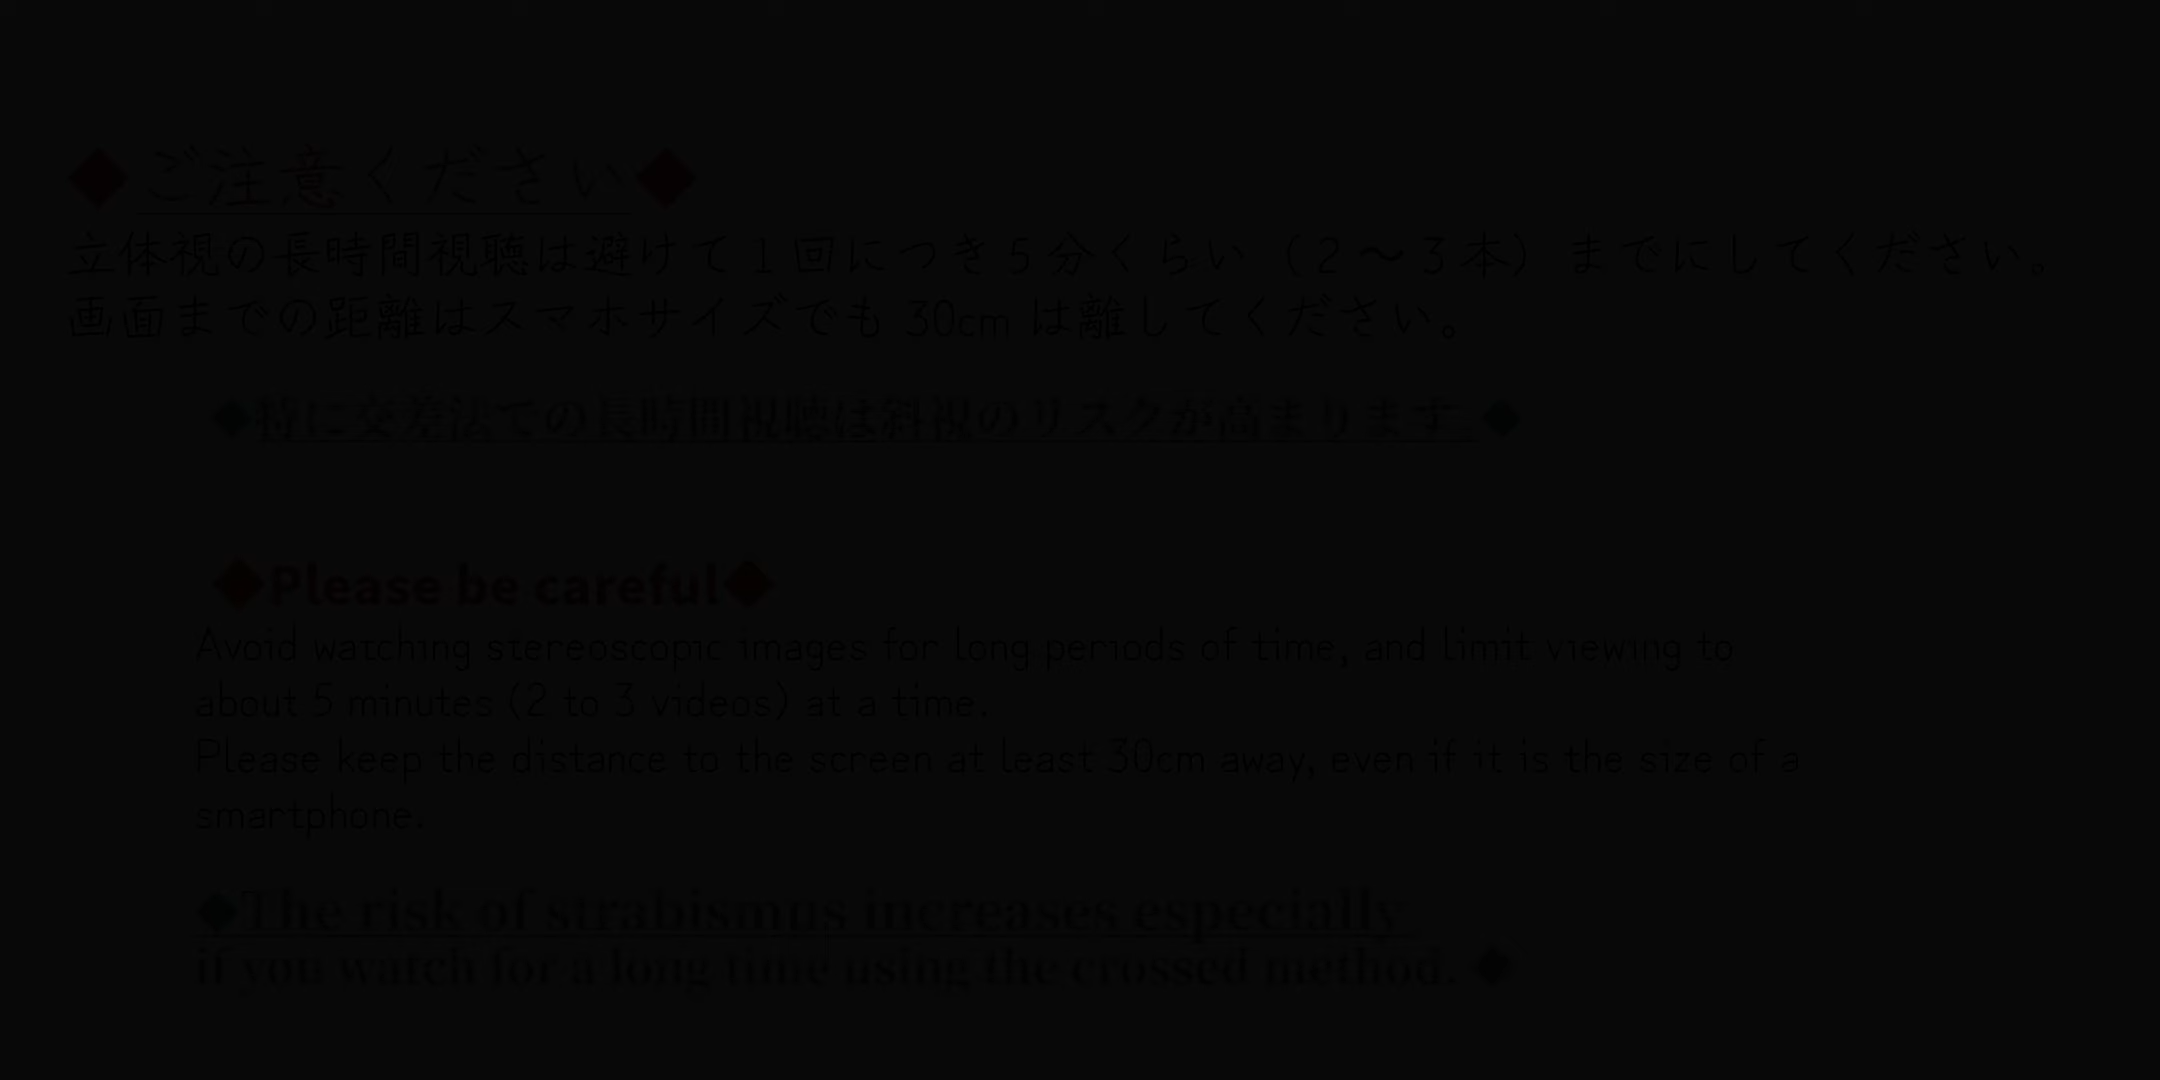 ◆ご注意ください◆
立体視の長時間視聴は避けて1回につき5分くらい（2〜3本）までにしてください。
画面までの距離はスマホサイズでも30cmは離してください。
◆特に交差法での長時間視聴は斜視のリスクが高まります。◆
◆Please be careful◆
Avoid watching stereoscopic images for long periods of time, and limit viewing to
about 5 minutes (2 to 3 videos) at a time.
Please keep the distance to the screen at least 30cm away, even if it is the size of a
smartphone.
◆The risk of strabismus increases especially
if you watch for a long time using the crossed method. ◆